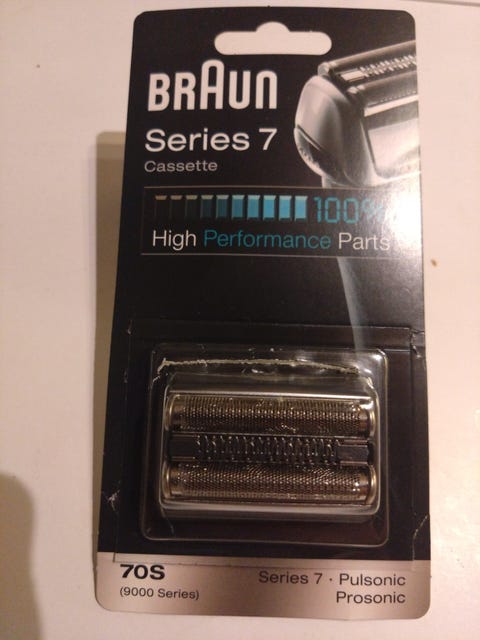 BRAUN
Series 7
Cassette
100%
High Performance Parts
70S
(9000 Series)
Series 7 · Pulsonic
Prosonic